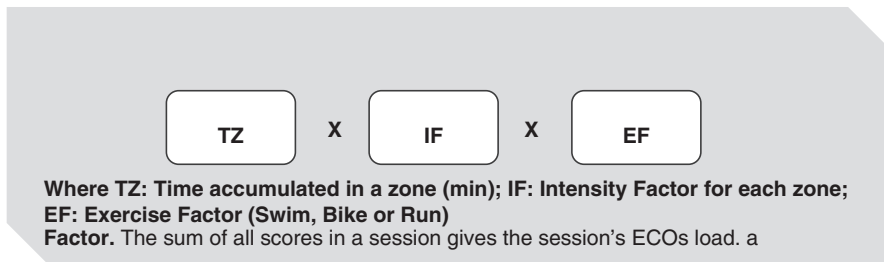 TZ X IF X EF
Where TZ: Time accumulated in a zone (min); IF: Intensity Factor for each zone;
EF: Exercise Factor (Swim, Bike or Run)
Factor. The sum of all scores in a session gives the session’s ECOs load. a